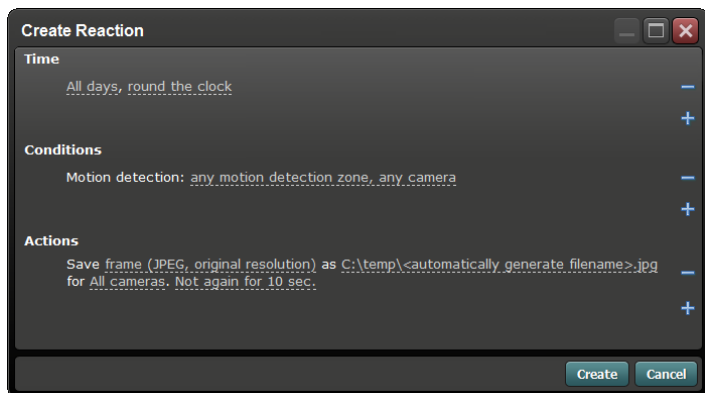 Create Reaction
Time
All days, round the clock
Conditions
Motion detection: any motion detection zone, any camera
Actions
Save frame (JPEG, original resolution) as C:\temp\<automatically generate filename>.jpg
for All cameras. Not again for 10 sec.
Create Cancel